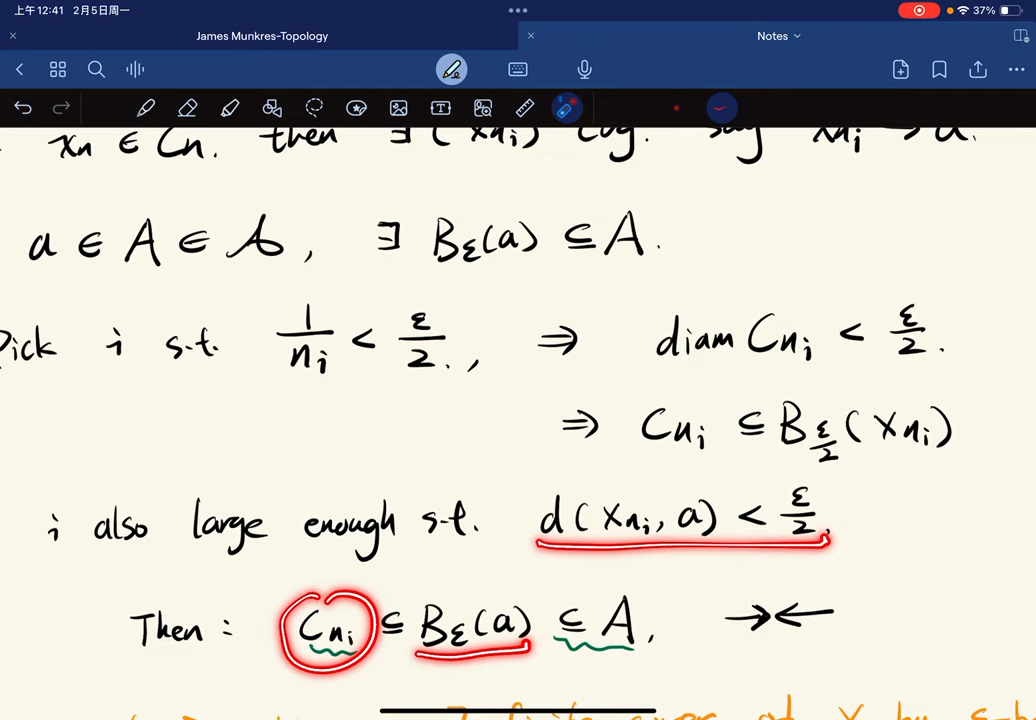 上午12:41 2月5日周一
37%
James Munkres-Topology
Notes
xn ∈ Cn. then ∃ (xni) say xni → a.
a ∈ A ∈ 𝒜, ∃ Bε(a) ⊆ A.
Pick i s.t. 1/ni < ε/2, ⇒ diam Cni < ε/2.
⇒ Cni ⊆ Bε/2(xni)
i also large enough s.t. d(xni, a) < ε/2.
Then : Cni ⊆ Bε(a) ⊆ A, →←